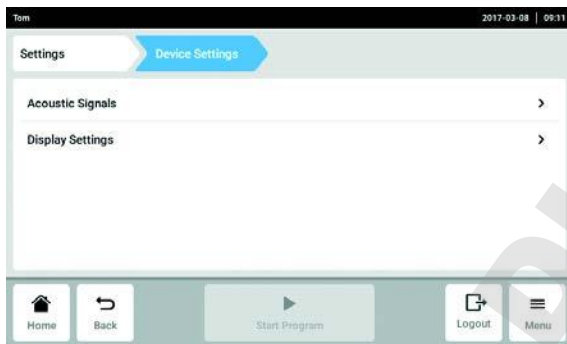 Tom 2017-03-08 | 09:11
Settings Device Settings
Acoustic Signals
Display Settings
Home Back Start Program Logout Menu